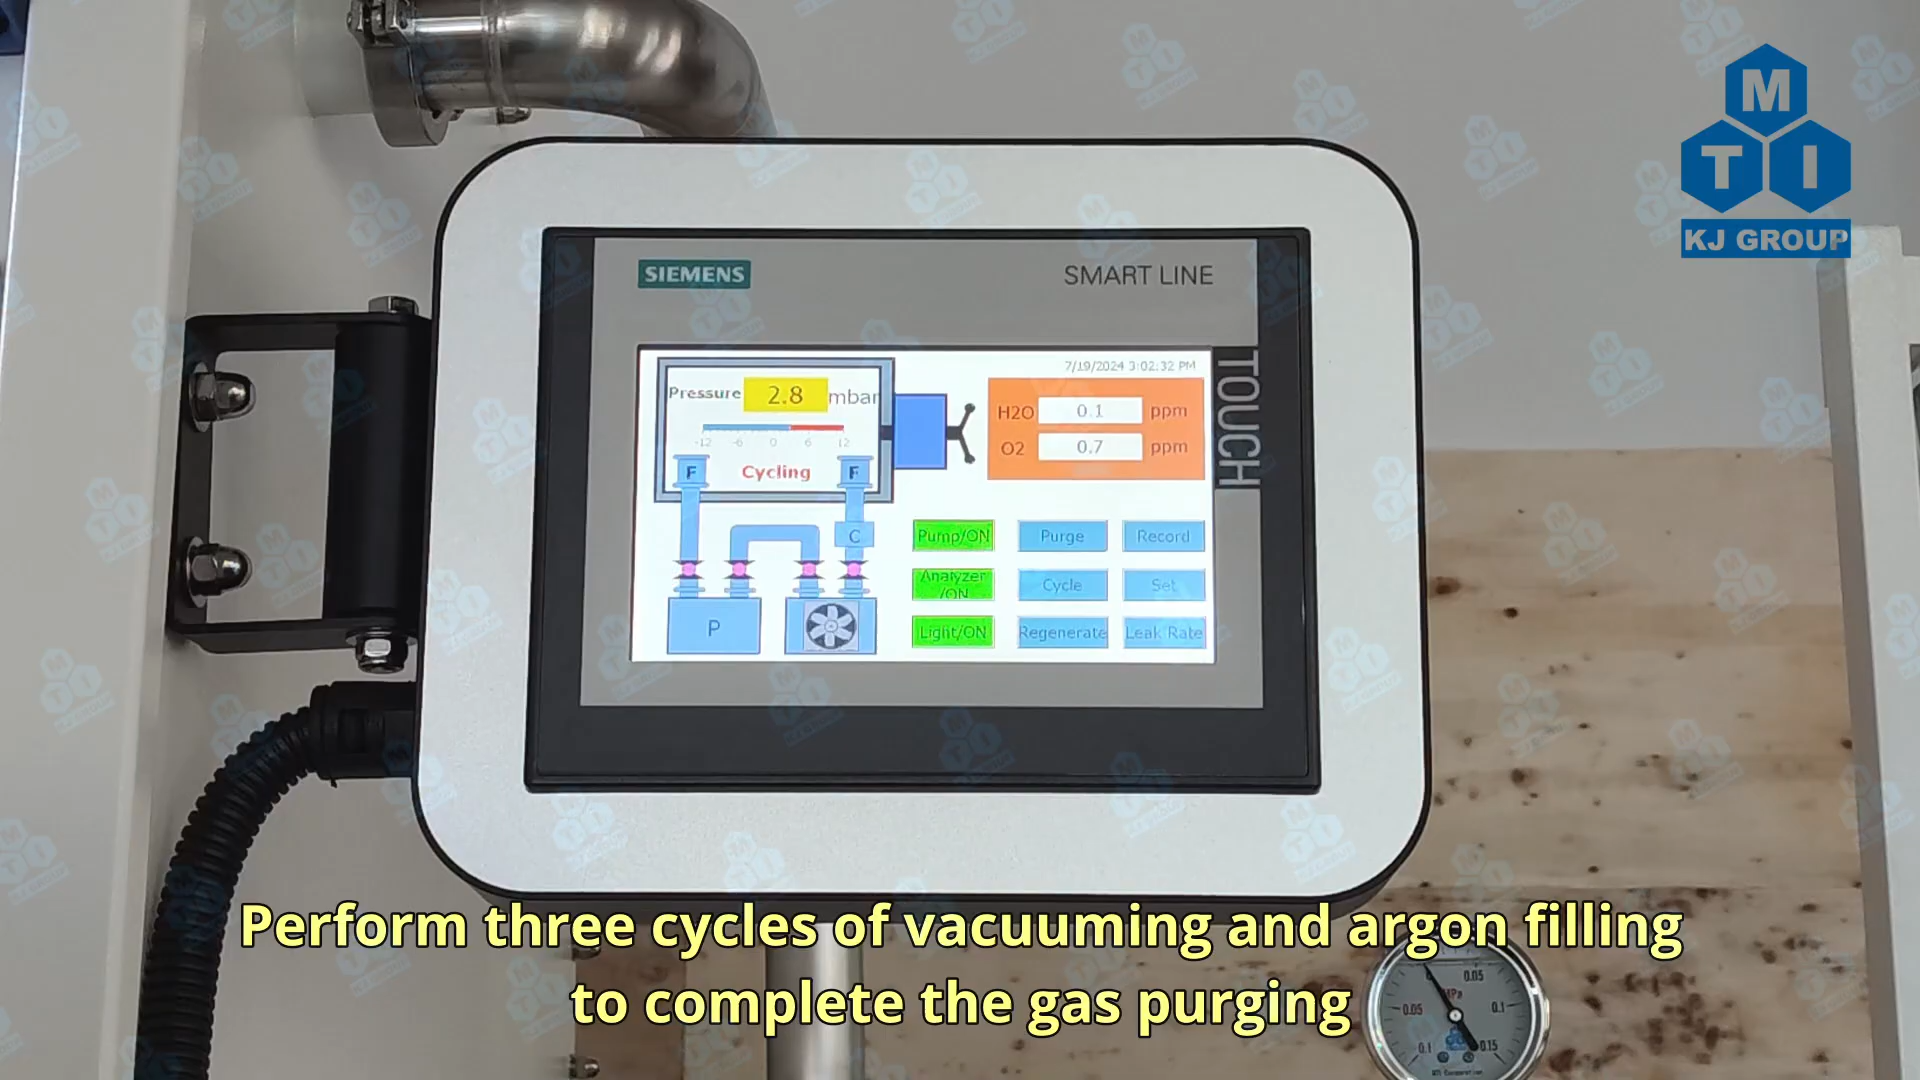 M
T I
KJ GROUP
SIEMENS
SMART LINE
TOUCH
7/19/2024 3:02:32 PM
Pressure 2.8 mbar
-12 -6 0 6 12
Cycling
F F
C
P
H2O 0.1 ppm
O2 0.7 ppm
Pump/ON Purge Record
Analyzer
/ON Cycle Set
Light/ON Regenerate Leak Rate
Perform three cycles of vacuuming and argon filling
to complete the gas purging
0 0.05
MPa
0.05 0.1
0.1 0.15